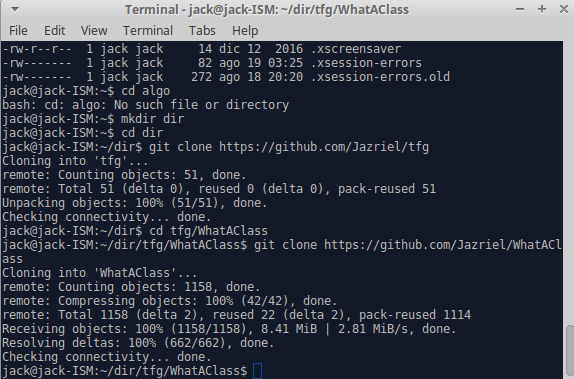 Terminal - jack@jack-ISM: ~/dir/tfg/WhatAClass
File Edit View Terminal Tabs Help
-rw-r--r-- 1 jack jack 14 dic 12 2016 .xscreensaver
-rw------- 1 jack jack 82 ago 19 03:25 .xsession-errors
-rw------- 1 jack jack 272 ago 18 20:20 .xsession-errors.old
jack@jack-ISM:~$ cd algo
bash: cd: algo: No such file or directory
jack@jack-ISM:~$ mkdir dir
jack@jack-ISM:~$ cd dir
jack@jack-ISM:~/dir$ git clone https://github.com/Jazriel/tfg
Cloning into 'tfg'...
remote: Counting objects: 51, done.
remote: Total 51 (delta 0), reused 0 (delta 0), pack-reused 51
Unpacking objects: 100% (51/51), done.
Checking connectivity... done.
jack@jack-ISM:~/dir$ cd tfg/WhatAClass
jack@jack-ISM:~/dir/tfg/WhatAClass$ git clone https://github.com/Jazriel/WhatACl
ass
Cloning into 'WhatAClass'...
remote: Counting objects: 1158, done.
remote: Compressing objects: 100% (42/42), done.
remote: Total 1158 (delta 2), reused 22 (delta 2), pack-reused 1114
Receiving objects: 100% (1158/1158), 8.41 MiB | 2.81 MiB/s, done.
Resolving deltas: 100% (662/662), done.
Checking connectivity... done.
jack@jack-ISM:~/dir/tfg/WhatAClass$